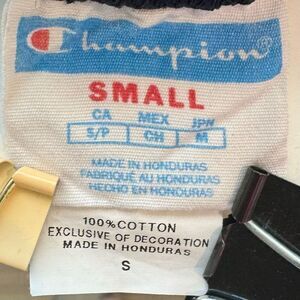 Champion
SMALL
CA MEX JPN
S/P CH M
MADE IN HONDURAS
FABRIQUÉ AU HONDURAS
HECHO EN HONDURAS
100% COTTON
EXCLUSIVE OF DECORATION
MADE IN HONDURAS
S